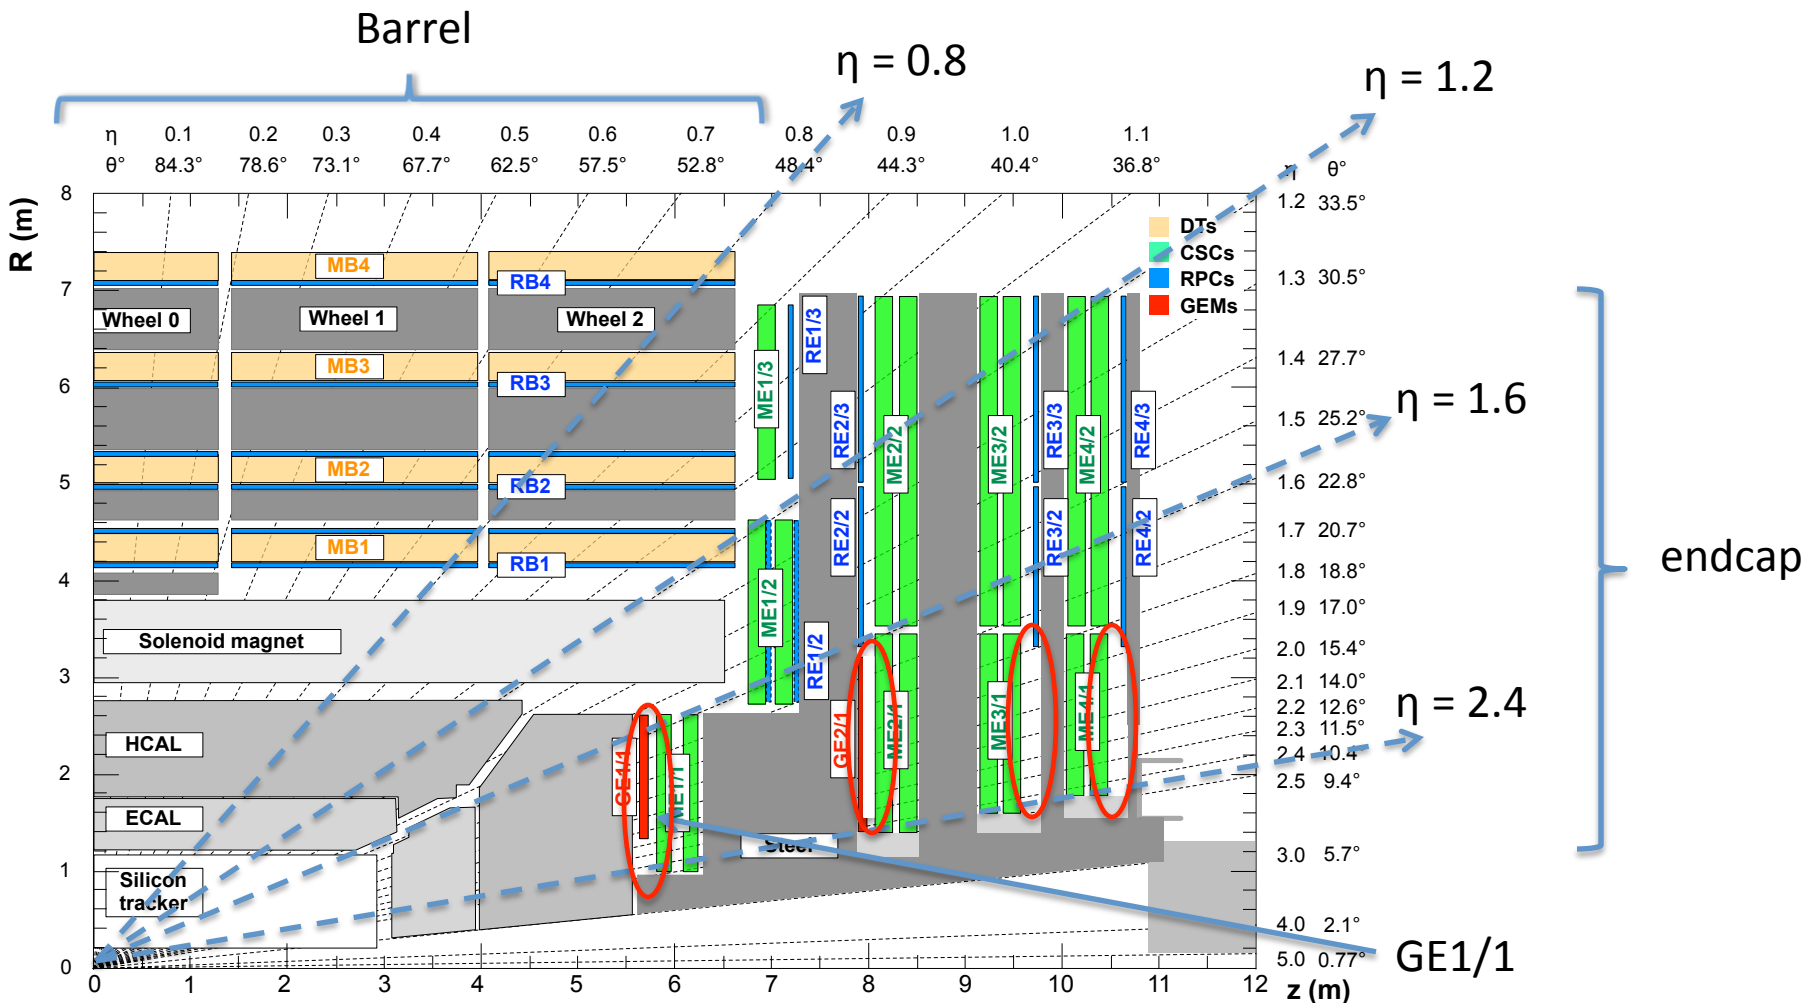 Barrel
η = 0.8
η = 1.2
η 0.1 0.2 0.3 0.4 0.5 0.6 0.7 0.8 0.9 1.0 1.1
θ° 84.3° 78.6° 73.1° 67.7° 62.5° 57.5° 52.8° 48.4° 44.3° 40.4° 36.8°
η θ°
R (m)
8
7
6
5
4
3
2
1
0
1.2 33.5°
1.3 30.5°
1.4 27.7°
1.5 25.2°
1.6 22.8°
1.7 20.7°
1.8 18.8°
1.9 17.0°
2.0 15.4°
2.1 14.0°
2.2 12.6°
2.3 11.5°
2.4 10.4°
2.5 9.4°
3.0 5.7°
4.0 2.1°
5.0 0.77°
DTs
CSCs
RPCs
GEMs
MB4
RB4
Wheel 0
Wheel 1
Wheel 2
MB3
RB3
MB2
RB2
MB1
RB1
Solenoid magnet
HCAL
ECAL
Silicon
tracker
Steel
ME1/3
RE1/3
ME1/2
RE1/2
RE2/3
RE2/2
ME2/2
ME3/2
RE3/3
RE3/2
ME4/2
RE4/3
RE4/2
GE1/1
ME1/1
GE2/1
ME2/1
ME3/1
ME4/1
η = 1.6
endcap
η = 2.4
GE1/1
0 1 2 3 4 5 6 7 8 9 10 11 12
z (m)